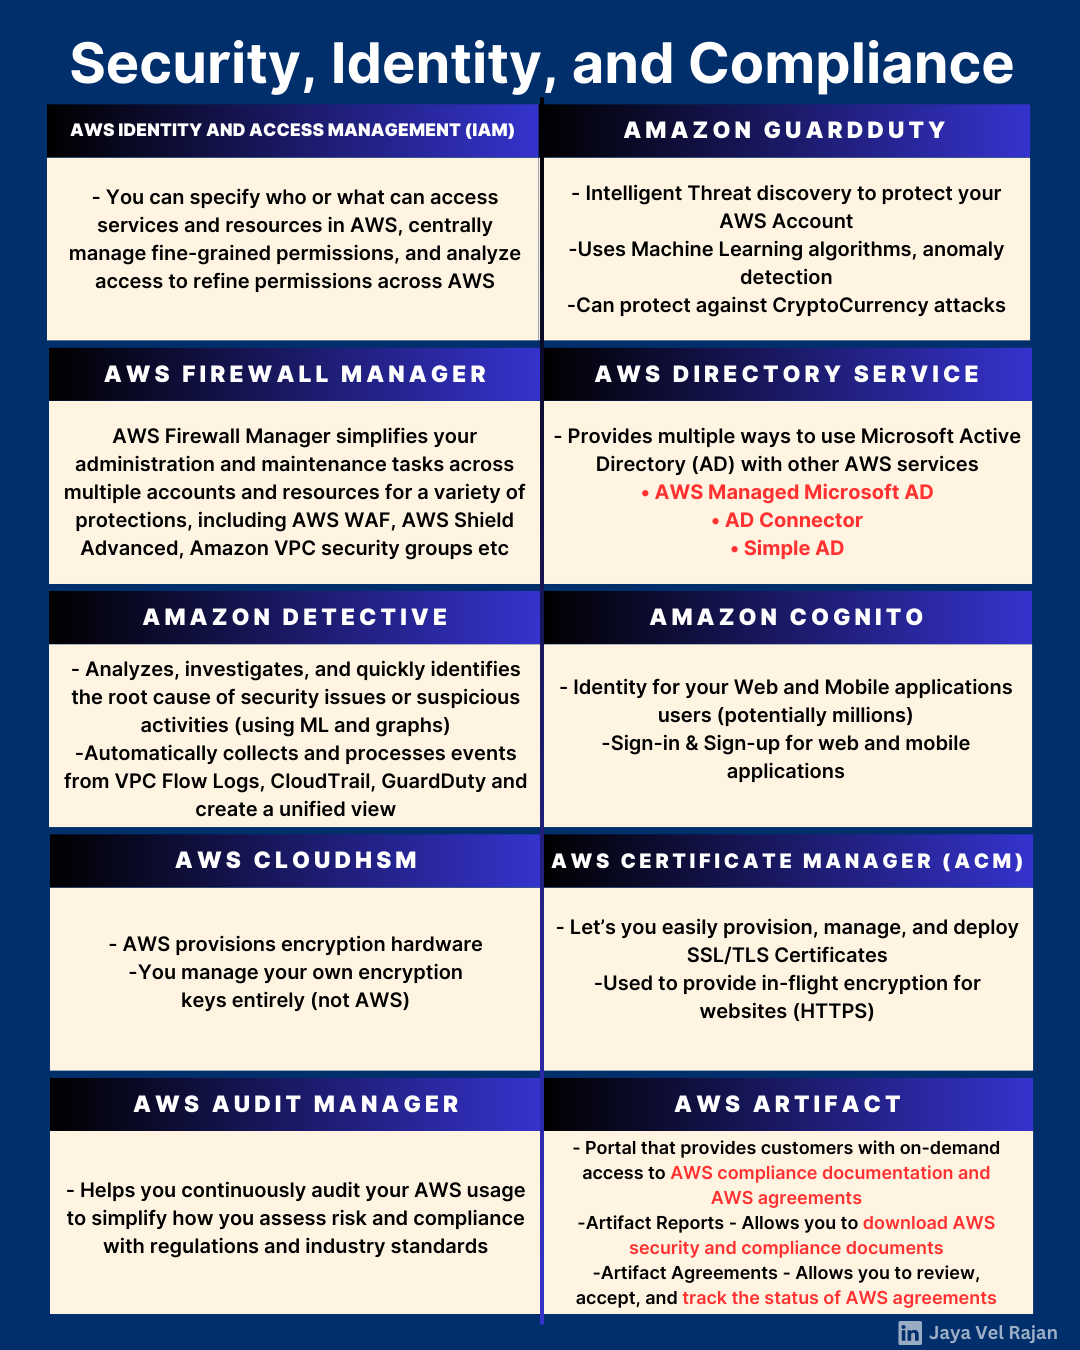 Security, Identity, and Compliance
AWS IDENTITY AND ACCESS MANAGEMENT (IAM)
- You can specify who or what can access
services and resources in AWS, centrally
manage fine-grained permissions, and analyze
access to refine permissions across AWS
AMAZON GUARDDUTY
- Intelligent Threat discovery to protect your
AWS Account
-Uses Machine Learning algorithms, anomaly
detection
-Can protect against CryptoCurrency attacks
AWS FIREWALL MANAGER
AWS Firewall Manager simplifies your
administration and maintenance tasks across
multiple accounts and resources for a variety of
protections, including AWS WAF, AWS Shield
Advanced, Amazon VPC security groups etc
AWS DIRECTORY SERVICE
- Provides multiple ways to use Microsoft Active
Directory (AD) with other AWS services
• AWS Managed Microsoft AD
• AD Connector
• Simple AD
AMAZON DETECTIVE
- Analyzes, investigates, and quickly identifies
the root cause of security issues or suspicious
activities (using ML and graphs)
-Automatically collects and processes events
from VPC Flow Logs, CloudTrail, GuardDuty and
create a unified view
AMAZON COGNITO
- Identity for your Web and Mobile applications
users (potentially millions)
-Sign-in & Sign-up for web and mobile
applications
AWS CLOUDHSM
- AWS provisions encryption hardware
-You manage your own encryption
keys entirely (not AWS)
AWS CERTIFICATE MANAGER (ACM)
- Let’s you easily provision, manage, and deploy
SSL/TLS Certificates
-Used to provide in-flight encryption for
websites (HTTPS)
AWS AUDIT MANAGER
- Helps you continuously audit your AWS usage
to simplify how you assess risk and compliance
with regulations and industry standards
AWS ARTIFACT
- Portal that provides customers with on-demand
access to AWS compliance documentation and
AWS agreements
-Artifact Reports - Allows you to download AWS
security and compliance documents
-Artifact Agreements - Allows you to review,
accept, and track the status of AWS agreements
in Jaya Vel Rajan